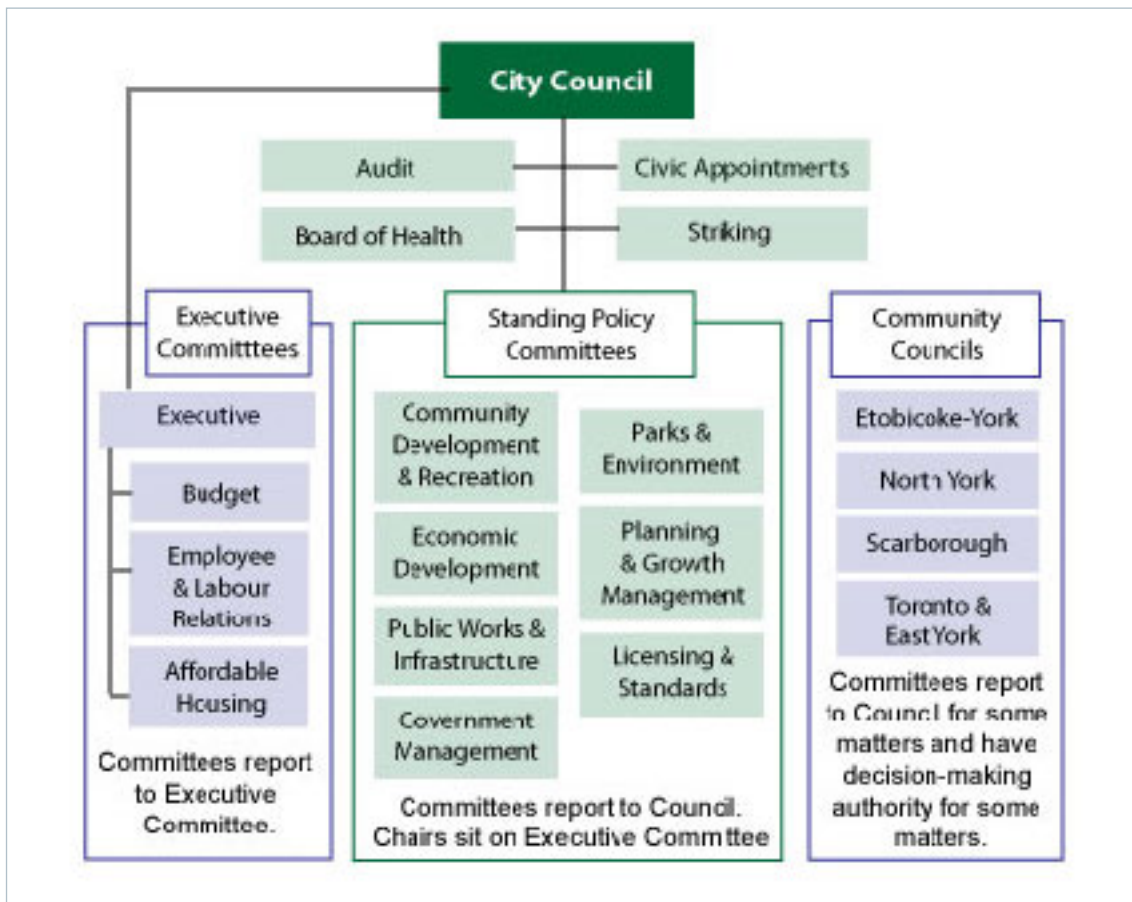 City Council
Audit
Civic Appointments
Board of Health
Striking
Executive
Committtees
Executive
Budget
Employee
& Labour
Relations
Affordable
Housing
Committees report
to Executive
Committee.
Standing Policy
Committees
Community
Development
& Recreation
Economic
Development
Public Works &
Infrastructure
Government
Management
Parks &
Environment
Planning
& Growth
Management
Licensing &
Standards
Committees report to Council.
Chairs sit on Executive Committee
Community
Councils
Etobicoke-York
North York
Scarborough
Toronto &
East York
Committees report
to Council for some
matters and have
decision-making
authority for some
matters.